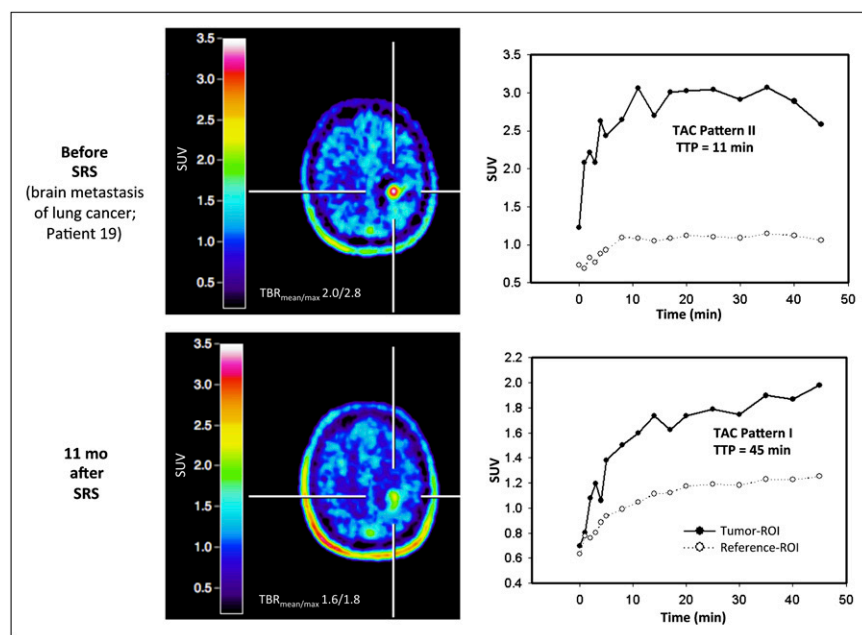 Before
SRS
(brain metastasis
of lung cancer;
Patient 19)
SUV
3.5
3.0
2.5
2.0
1.5
1.0
0.5
TBRmean/max 2.0/2.8
SUV
3.5
3.0
2.5
2.0
1.5
1.0
0.5
TAC Pattern II
TTP = 11 min
0 10 20 30 40 50
Time (min)
11 mo
after
SRS
SUV
3.5
3.0
2.5
2.0
1.5
1.0
0.5
TBRmean/max 1.6/1.8
SUV
2.2
2.0
1.8
1.6
1.4
1.2
1.0
0.8
0.6
0.4
TAC Pattern I
TTP = 45 min
Tumor-ROI
Reference-ROI
0 10 20 30 40 50
Time (min)